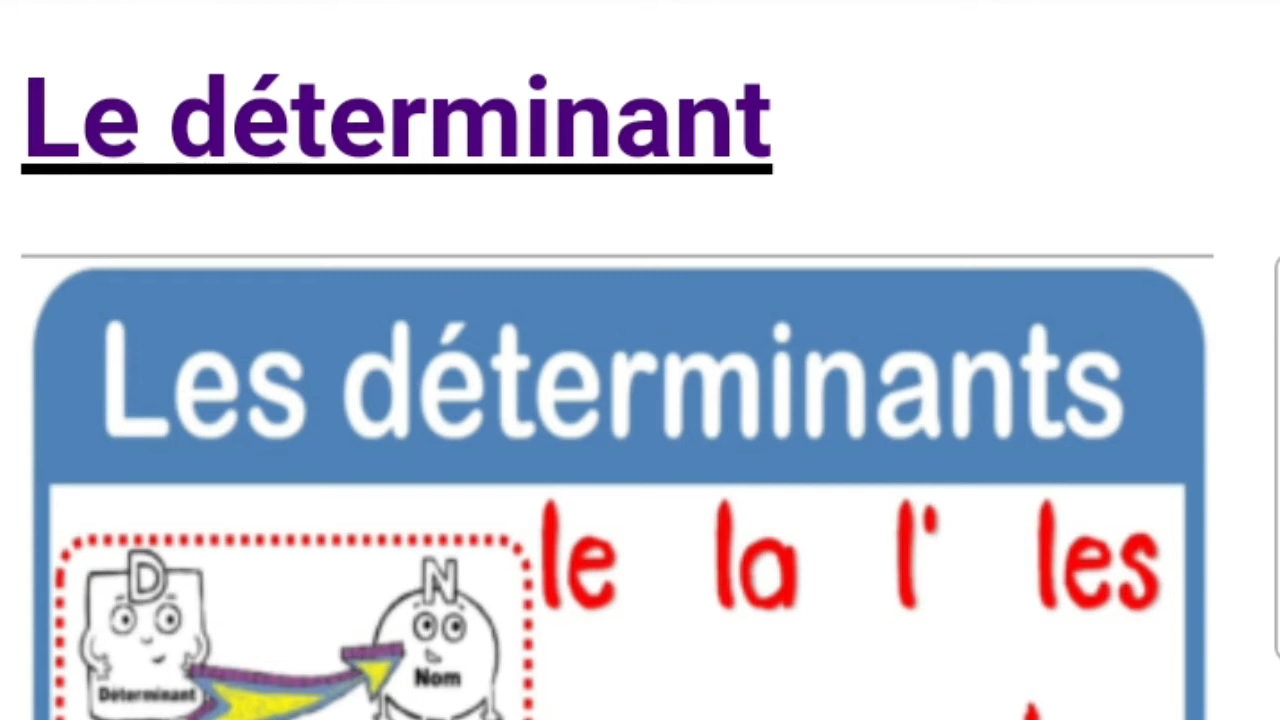 Le déterminant
Les déterminants
le la l' les
D N
Déterminant Nom